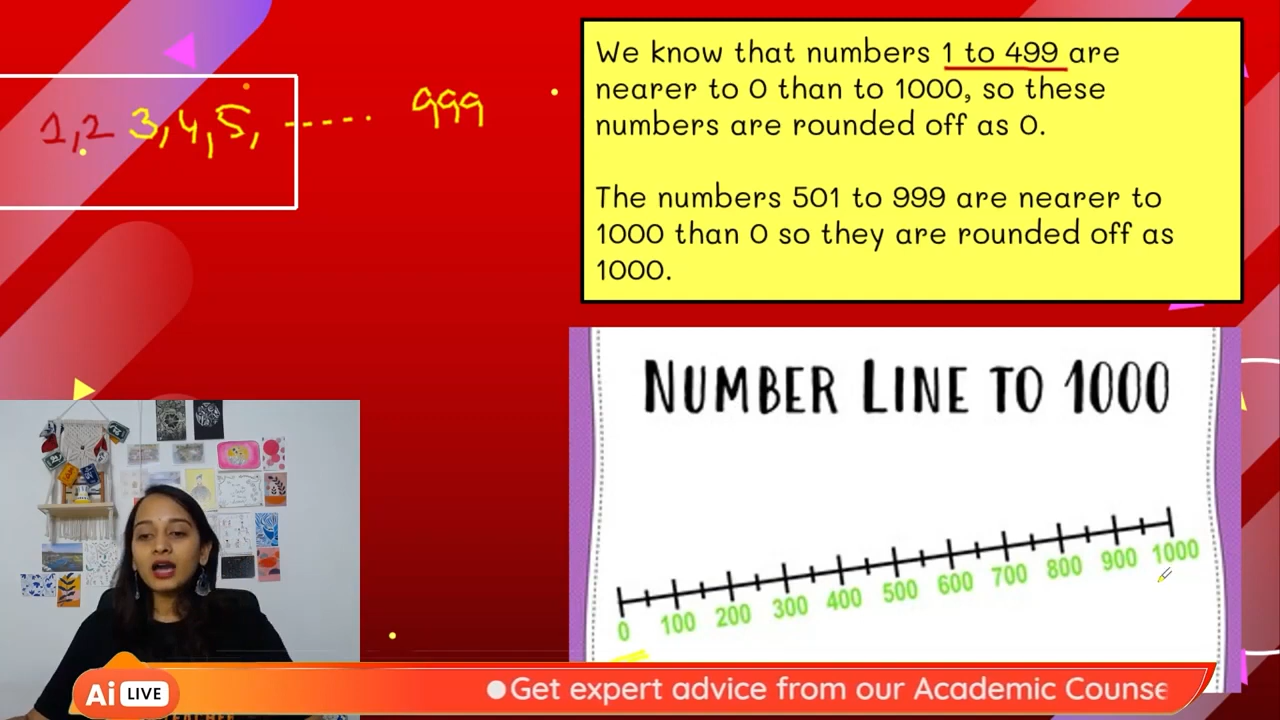 1,2 3,4,5, ----- 999
We know that numbers 1 to 499 are
nearer to 0 than to 1000, so these
numbers are rounded off as 0.
The numbers 501 to 999 are nearer to
1000 than 0 so they are rounded off as
1000.
NUMBER LINE TO 1000
0 100 200 300 400 500 600 700 800 900 1000
Ai LIVE
●Get expert advice from our Academic Counse